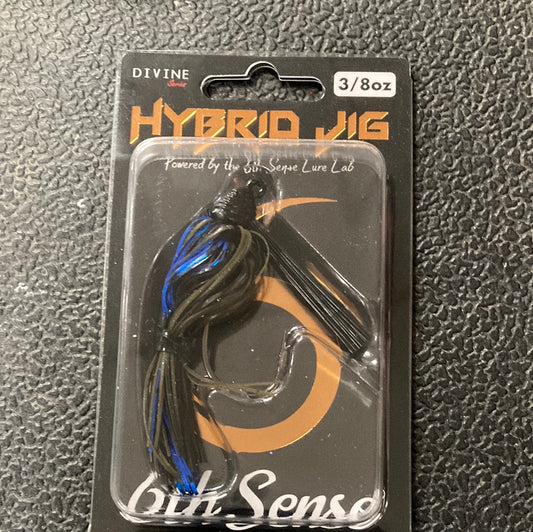 DIVINE
Series
3/8oz
HYBRID JIG
Powered by the 6th Sense Lure Lab
6th Sense